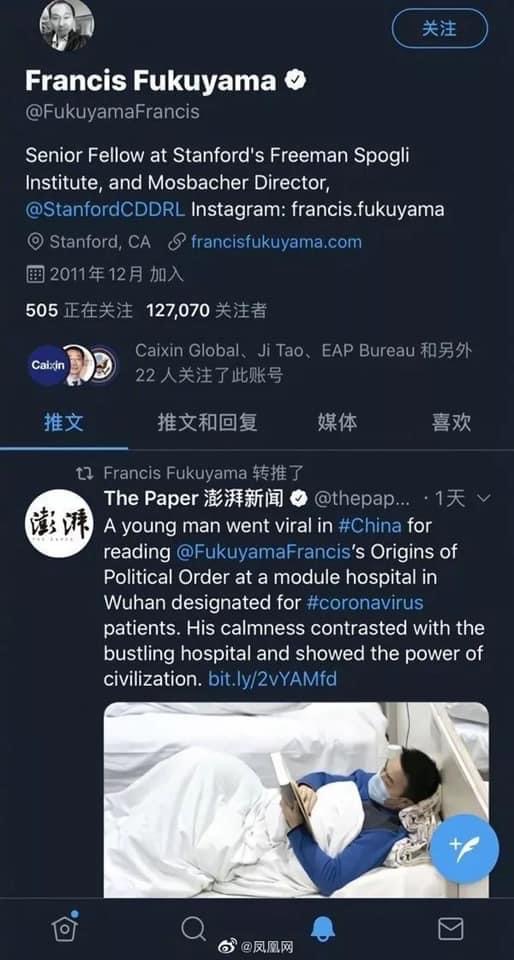 关注
Francis Fukuyama
@FukuyamaFrancis
Senior Fellow at Stanford's Freeman Spogli
Institute, and Mosbacher Director,
@StanfordCDDRL Instagram: francis.fukuyama
Stanford, CA francisfukuyama.com
2011年12月 加入
505 正在关注 127,070 关注者
Caixin
Caixin Global、Ji Tao、EAP Bureau 和另外
22 人关注了此账号
推文 推文和回复 媒体 喜欢
Francis Fukuyama 转推了
澎湃
The Paper 澎湃新闻 @thepap... · 1天
A young man went viral in #China for
reading @FukuyamaFrancis's Origins of
Political Order at a module hospital in
Wuhan designated for #coronavirus
patients. His calmness contrasted with the
bustling hospital and showed the power of
civilization. bit.ly/2vYAMfd
@凤凰网